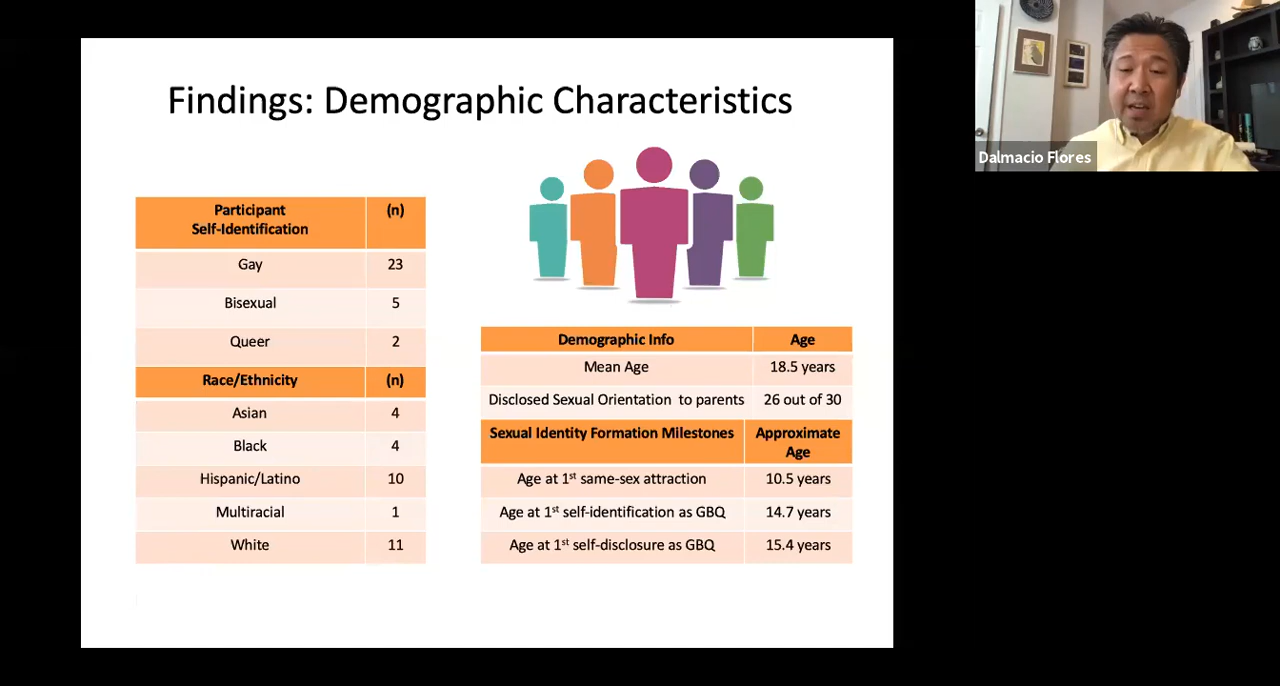 Findings: Demographic Characteristics
Participant
Self-Identification
(n)
Gay 23
Bisexual 5
Queer 2
Race/Ethnicity (n)
Asian 4
Black 4
Hispanic/Latino 10
Multiracial 1
White 11
Demographic Info Age
Mean Age 18.5 years
Disclosed Sexual Orientation to parents 26 out of 30
Sexual Identity Formation Milestones Approximate
Age
Age at 1st same-sex attraction 10.5 years
Age at 1st self-identification as GBQ 14.7 years
Age at 1st self-disclosure as GBQ 15.4 years
Dalmacio Flores